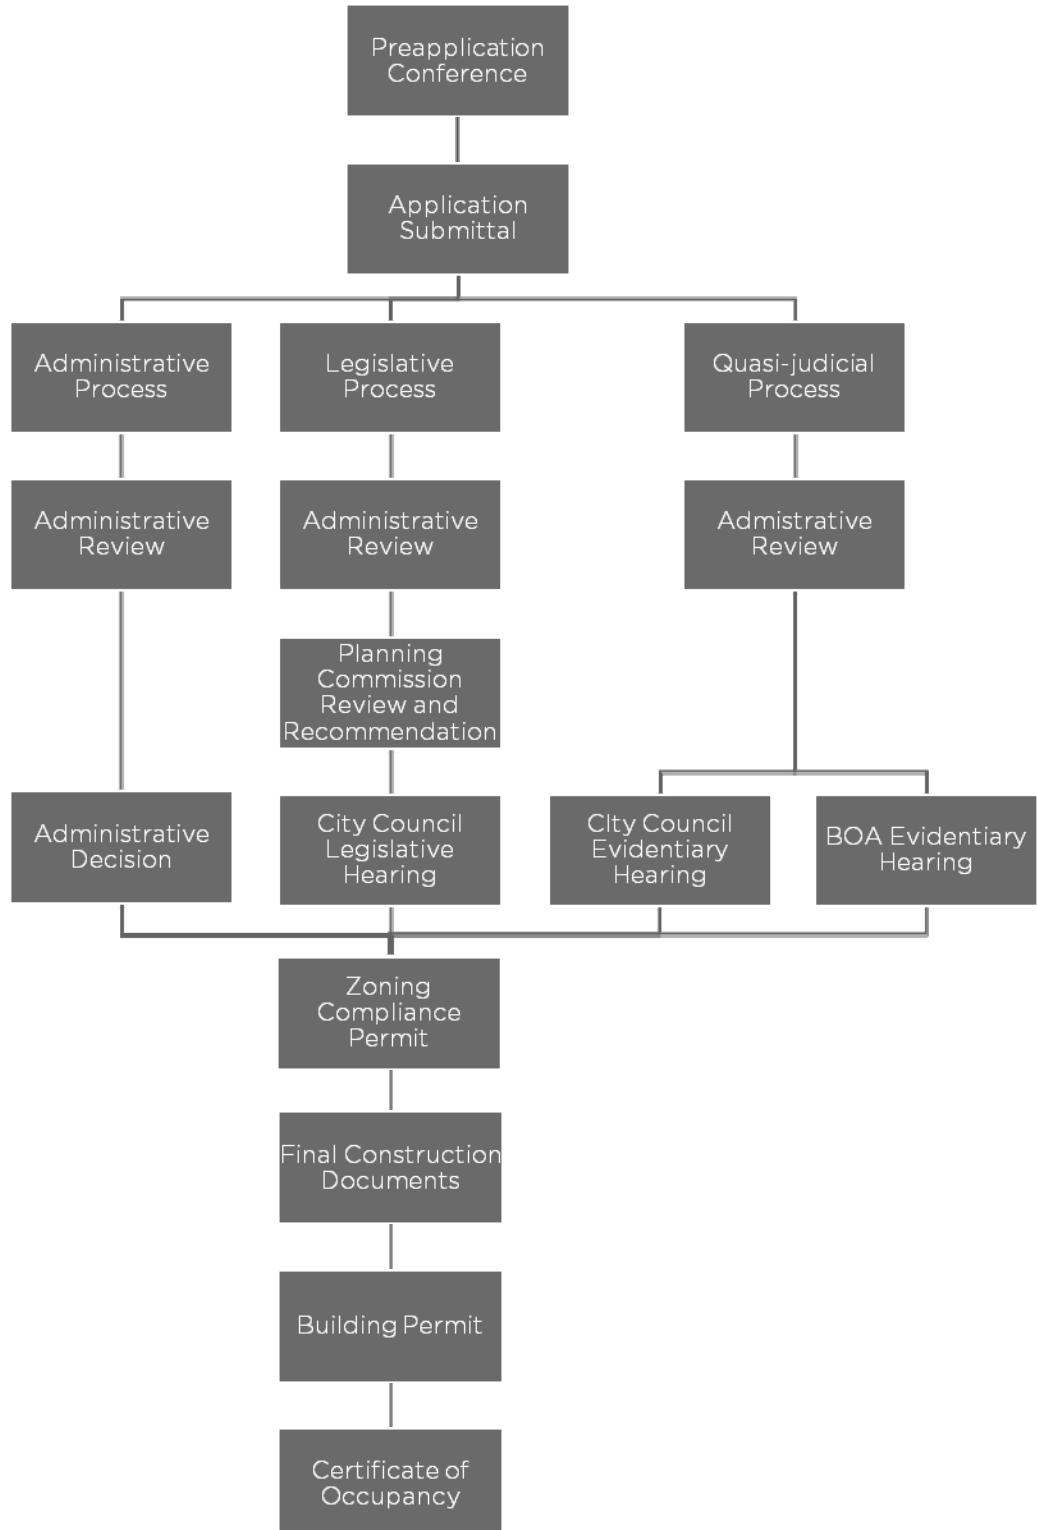 Preapplication
Conference
Application
Submittal
Administrative
Process
Legislative
Process
Quasi-judicial
Process
Administrative
Review
Administrative
Review
Admistrative
Review
Planning
Commission
Review and
Recommendation
Administrative
Decision
City Council
Legislative
Hearing
CIty Council
Evidentiary
Hearing
BOA Evidentiary
Hearing
Zoning
Compliance
Permit
Final Construction
Documents
Building Permit
Certificate of
Occupancy